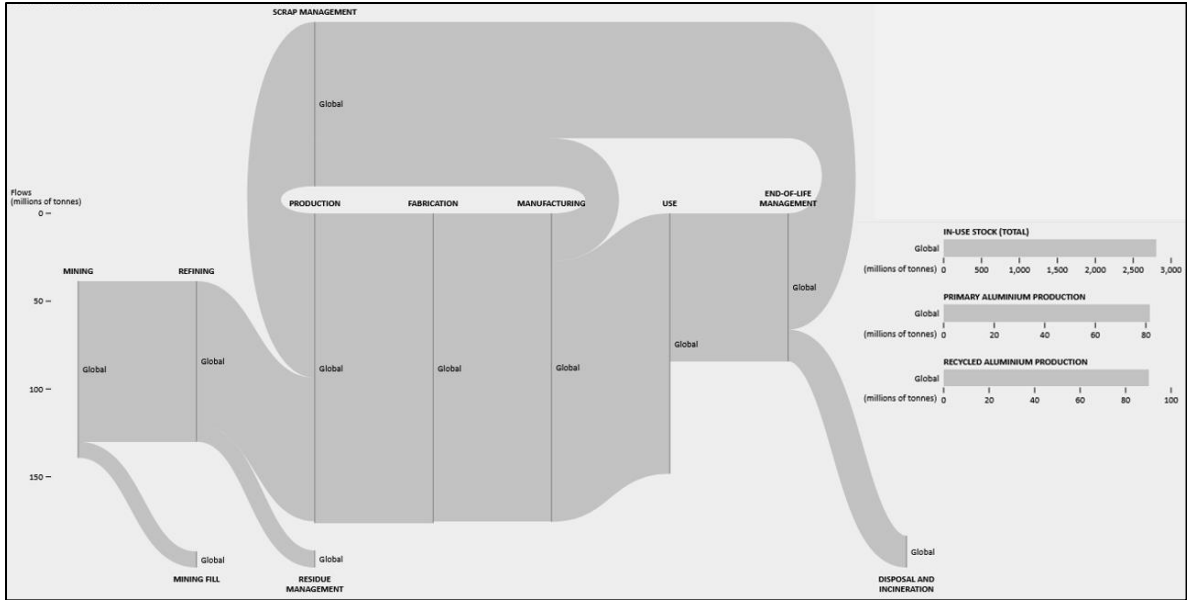 SCRAP MANAGEMENT
Global
Flows
(millions of tonnes)
0
50
100
150
MINING
Global
REFINING
Global
PRODUCTION
Global
FABRICATION
Global
MANUFACTURING
Global
USE
Global
END-OF-LIFE
MANAGEMENT
Global
Global
MINING FILL
Global
RESIDUE
MANAGEMENT
Global
DISPOSAL AND
INCINERATION
IN-USE STOCK (TOTAL)
Global
(millions of tonnes) 0 500 1,000 1,500 2,000 2,500 3,000
PRIMARY ALUMINIUM PRODUCTION
Global
(millions of tonnes) 0 20 40 60 80
RECYCLED ALUMINIUM PRODUCTION
Global
(millions of tonnes) 0 20 40 60 80 100